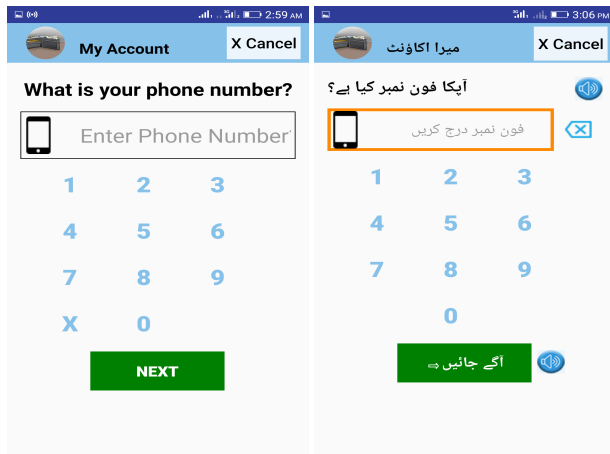 2:59 AM
My Account
X Cancel
What is your phone number?
Enter Phone Number
1 2 3
4 5 6
7 8 9
X 0
NEXT
3:06 PM
میرا اکاؤنٹ
X Cancel
آپکا فون نمبر کیا ہے؟
فون نمبر درج کریں
1 2 3
4 5 6
7 8 9
0
آگے جائیں ⇨